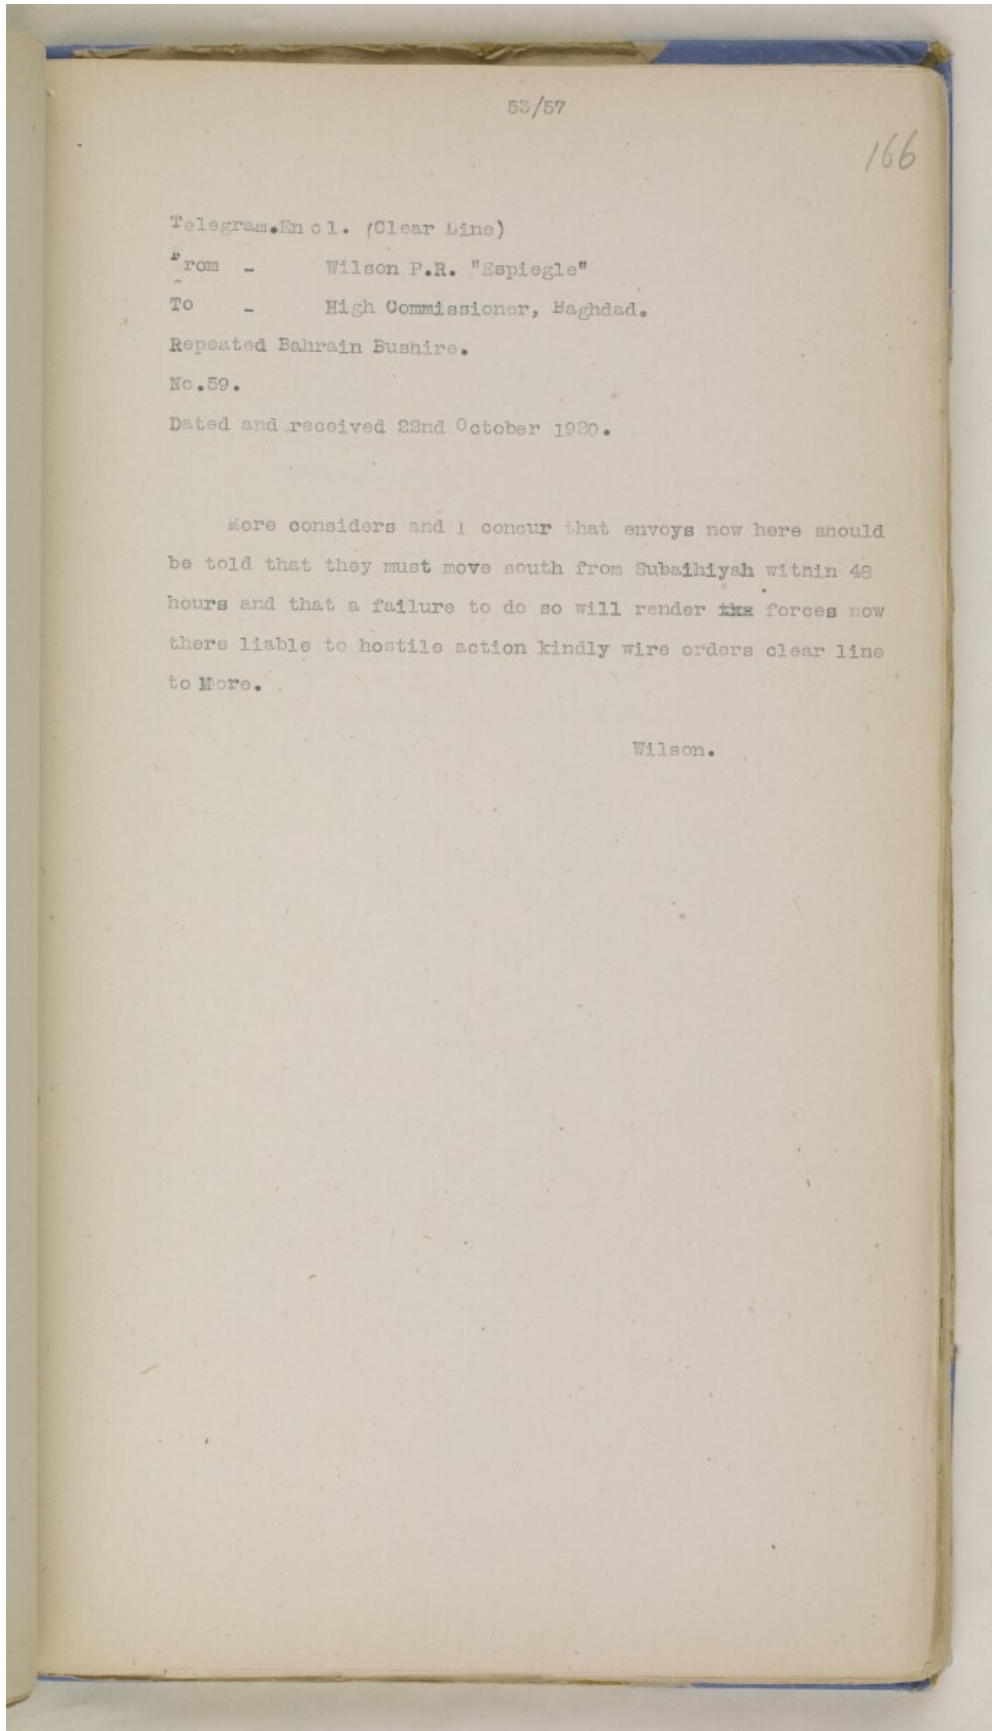 53/57
166
Telegram.En c l. (Clear Line)
From - Wilson P.R. "Espiegle"
To - High Commissioner, Baghdad.
Repeated Bahrain Bushire.
No.59.
Dated and received 22nd October 1920.
More considers and I concur that envoys now here should
be told that they must move south from Subaihiyah within 48
hours and that a failure to do so will render the forces now
there liable to hostile action kindly wire orders clear line
to More.
Wilson.